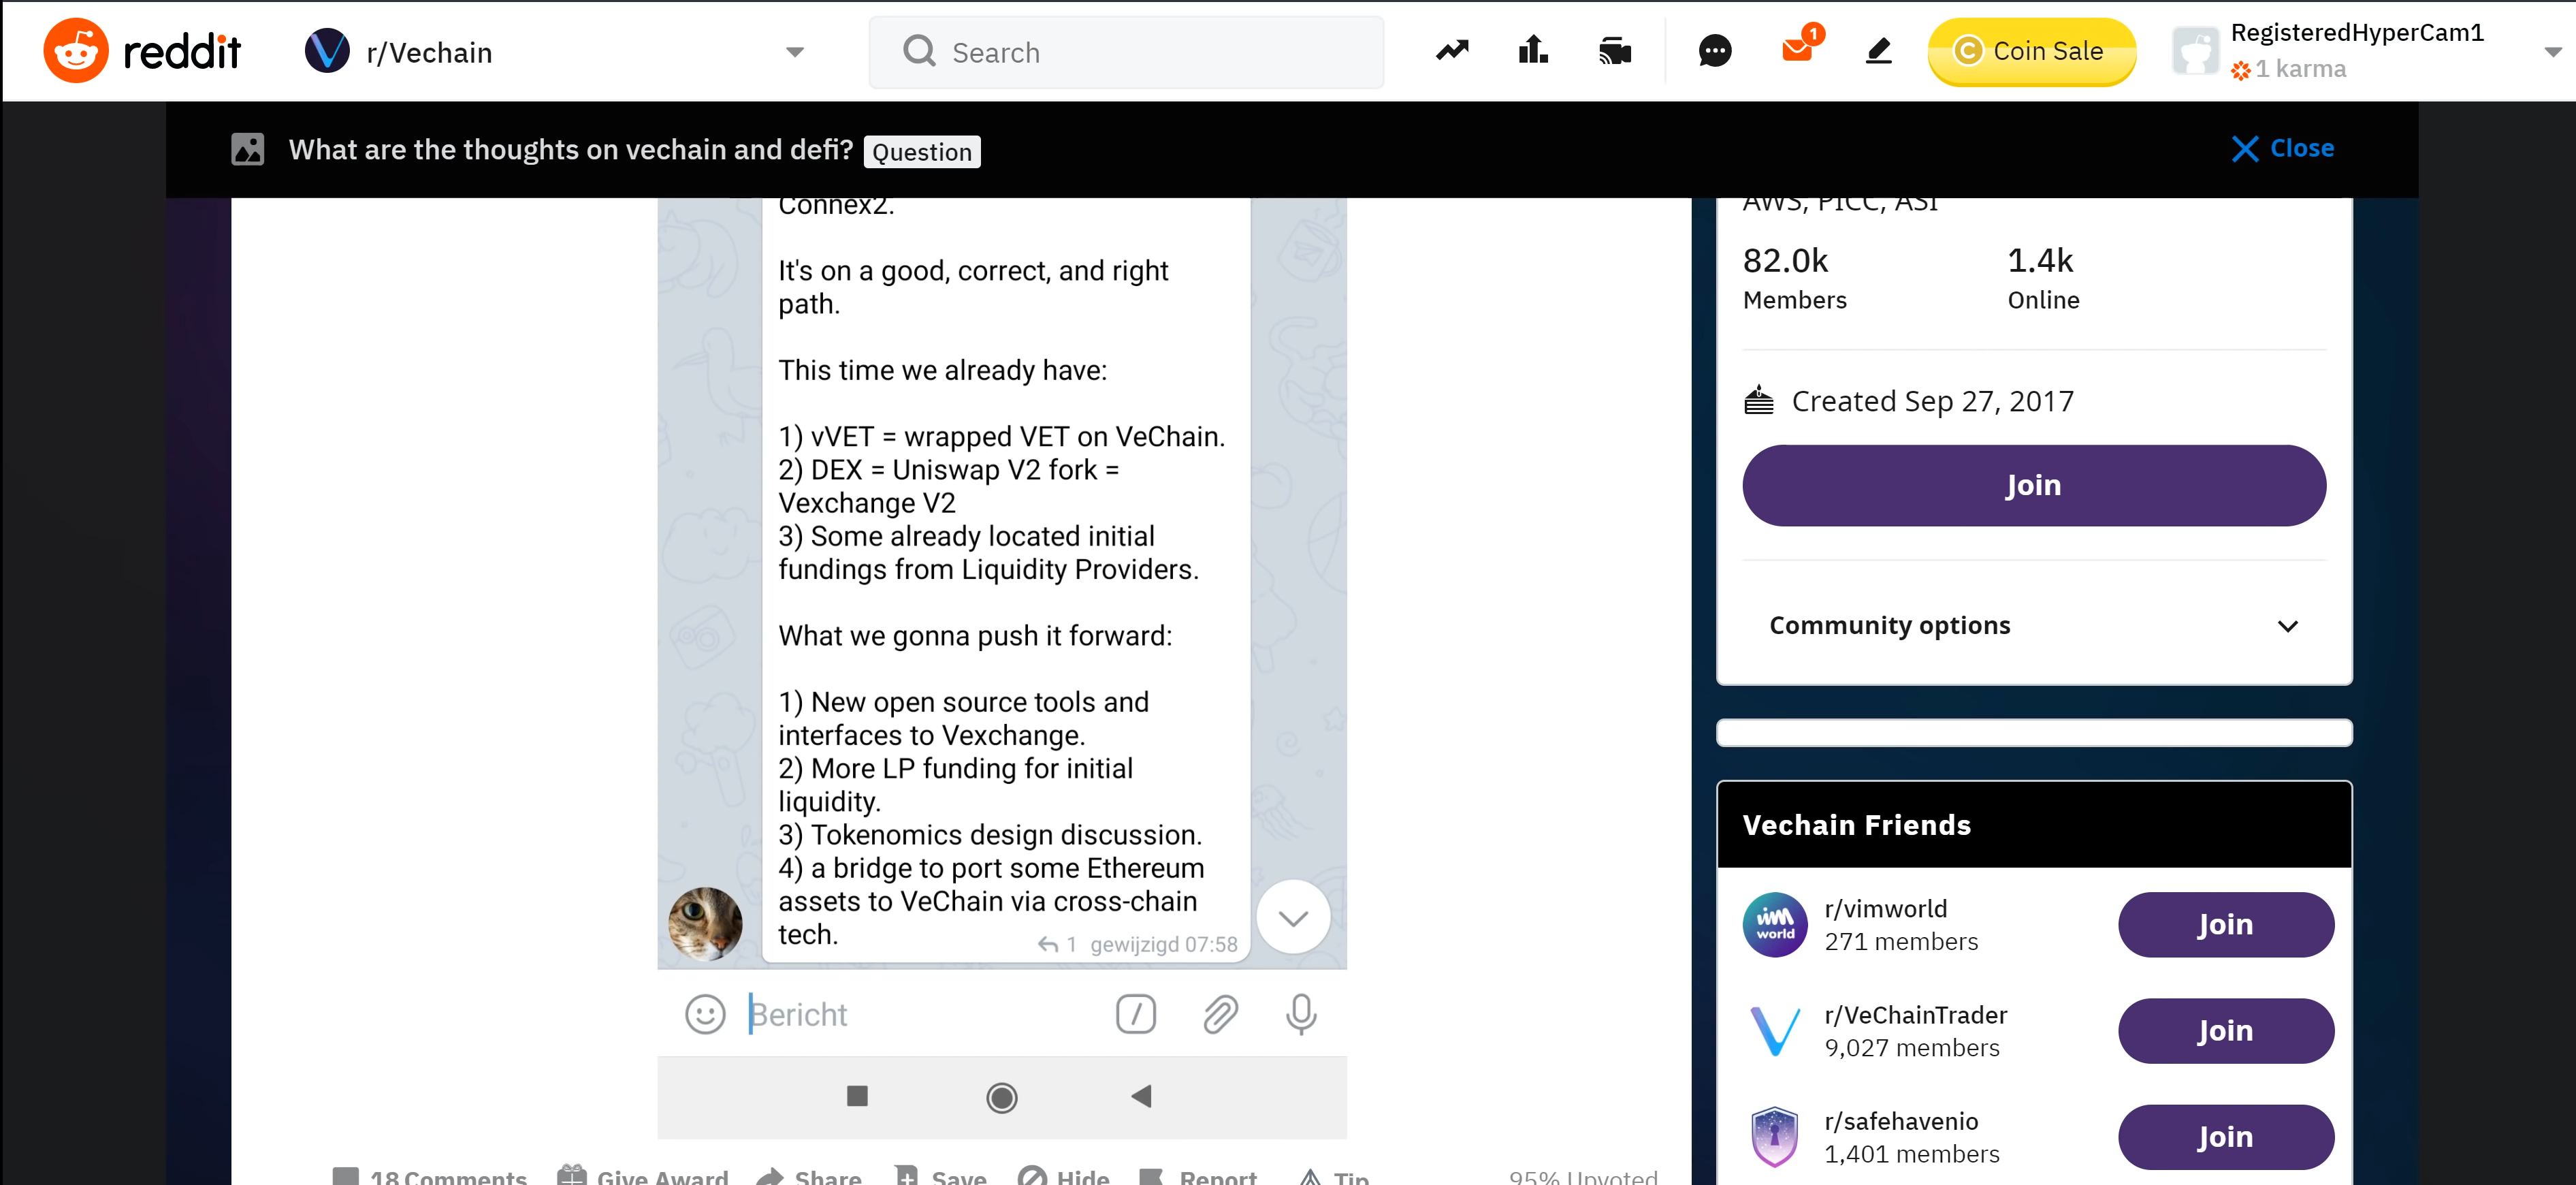 reddit
r/Vechain
Search
1
Coin Sale
RegisteredHyperCam1
1 karma
What are the thoughts on vechain and defi? Question
Close
Connex2.
It's on a good, correct, and right
path.
This time we already have:
1) vVET = wrapped VET on VeChain.
2) DEX = Uniswap V2 fork =
Vexchange V2
3) Some already located initial
fundings from Liquidity Providers.
What we gonna push it forward:
1) New open source tools and
interfaces to Vexchange.
2) More LP funding for initial
liquidity.
3) Tokenomics design discussion.
4) a bridge to port some Ethereum
assets to VeChain via cross-chain
tech.
1 gewijzigd 07:58
Bericht
18 Comments Give Award Share Save Hide Report Tip 95% Upvoted
AWS, PICC, ASI
82.0k 1.4k
Members Online
Created Sep 27, 2017
Join
Community options
Vechain Friends
vim
world
r/vimworld
271 members
Join
r/VeChainTrader
9,027 members
Join
r/safehavenio
1,401 members
Join